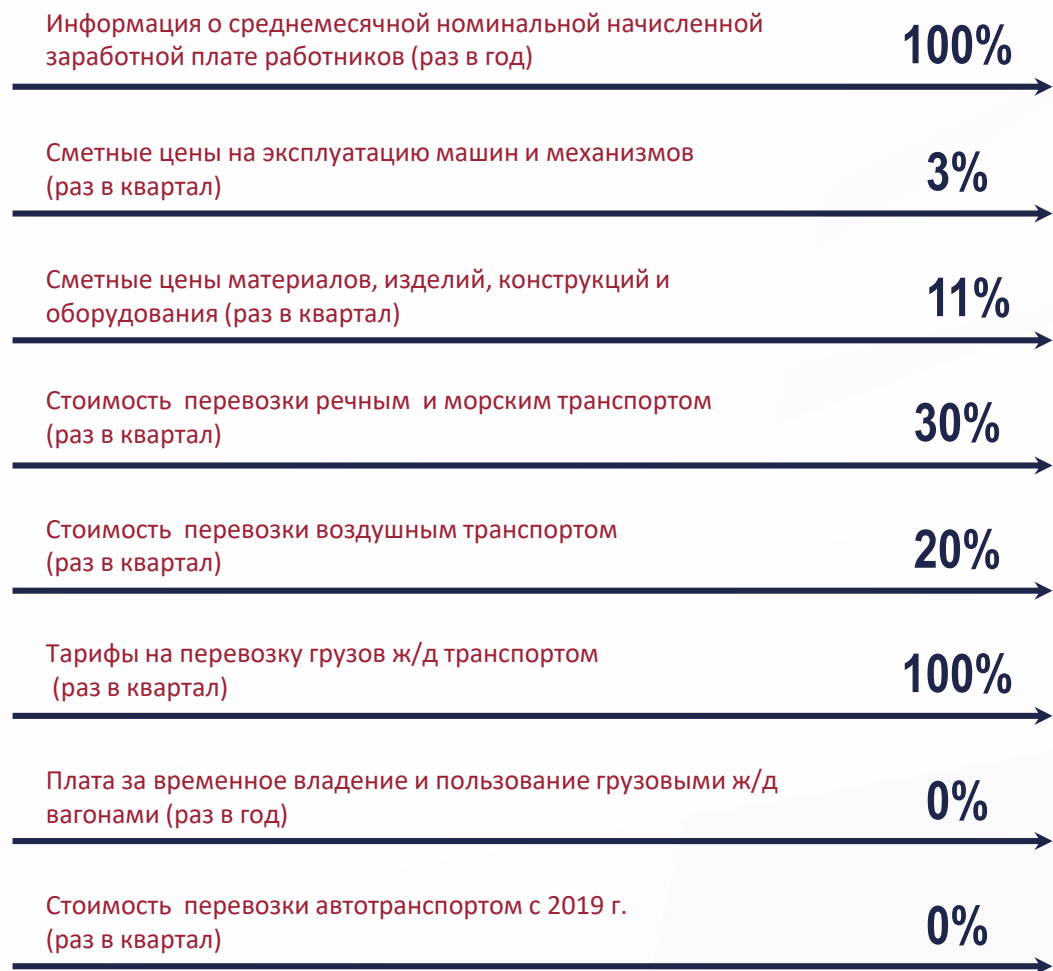 Информация о среднемесячной номинальной начисленной
заработной плате работников (раз в год)
100%
Сметные цены на эксплуатацию машин и механизмов
(раз в квартал)
3%
Сметные цены материалов, изделий, конструкций и
оборудования (раз в квартал)
11%
Стоимость перевозки речным и морским транспортом
(раз в квартал)
30%
Стоимость перевозки воздушным транспортом
(раз в квартал)
20%
Тарифы на перевозку грузов ж/д транспортом
(раз в квартал)
100%
Плата за временное владение и пользование грузовыми ж/д
вагонами (раз в год)
0%
Стоимость перевозки автотранспортом с 2019 г.
(раз в квартал)
0%